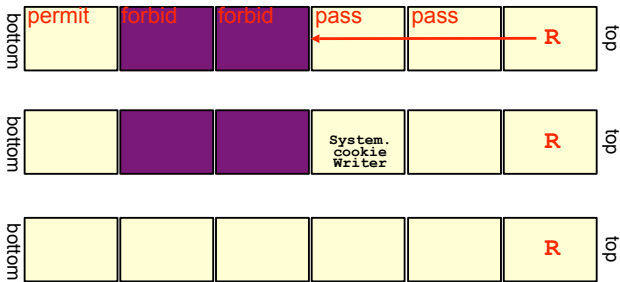 permit forbid forbid pass pass
bottom R top
bottom System. R top
cookie
Writer
bottom R top